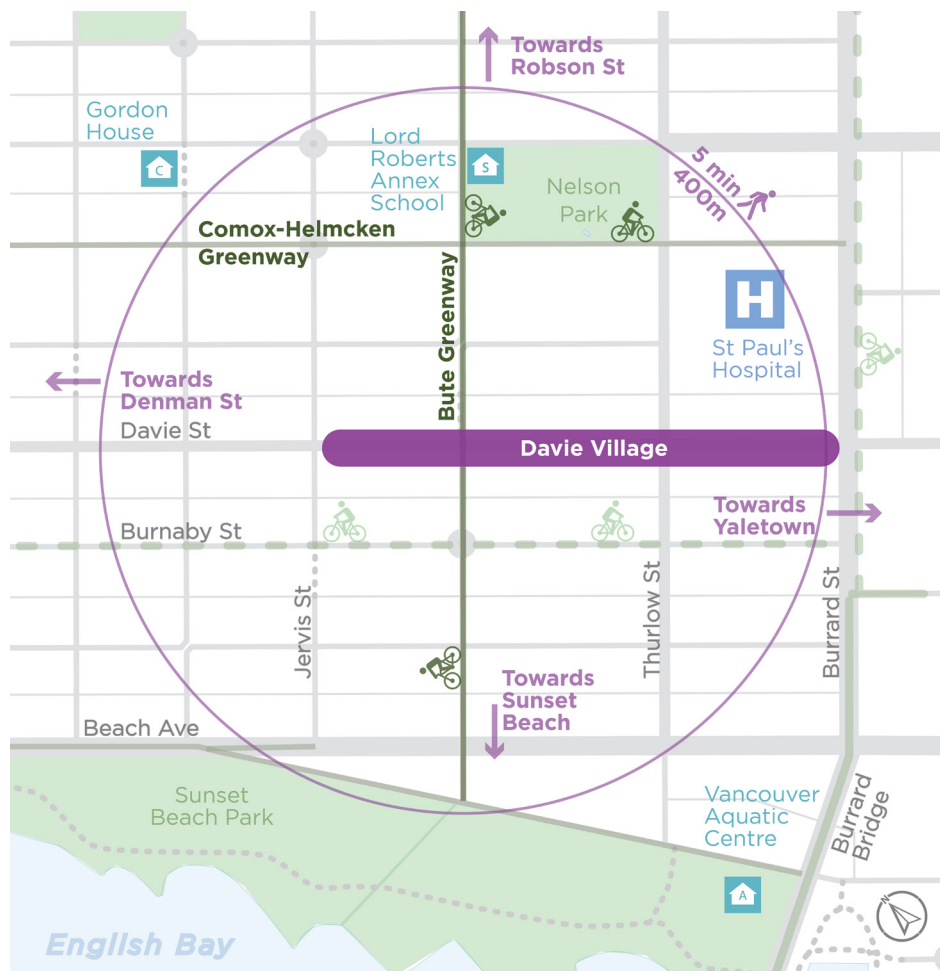 Towards
Robson St
Gordon
House
C
Lord
Roberts
Annex
School
S
Nelson
Park
5 min
400m
Comox-Helmcken
Greenway
Bute Greenway
H
St Paul's
Hospital
Towards
Denman St
Davie St
Davie Village
Burnaby St
Towards
Yaletown
Jervis St
Thurlow St
Burrard St
Towards
Sunset
Beach
Beach Ave
Sunset
Beach Park
Vancouver
Aquatic
Centre
A
Burrard
Bridge
English Bay
N